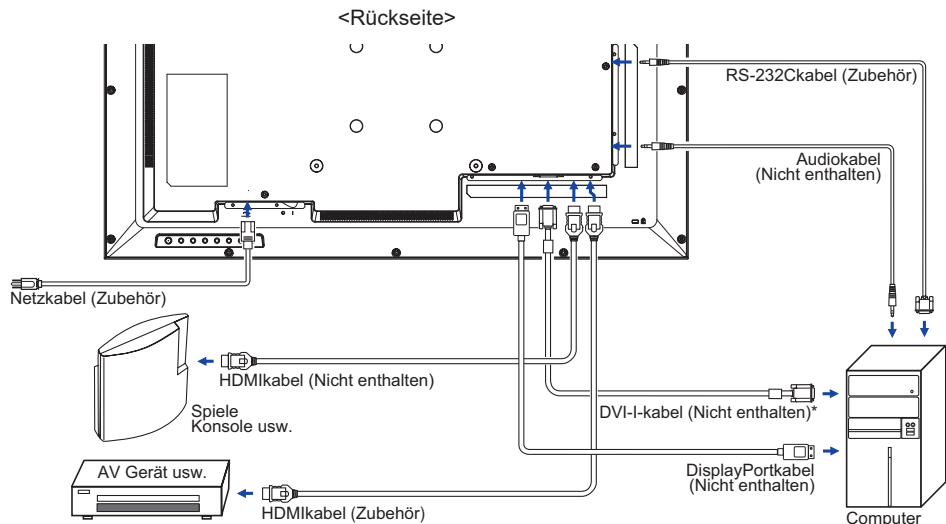 <Rückseite>
RS-232Ckabel (Zubehör)
Audiokabel
(Nicht enthalten)
Netzkabel (Zubehör)
HDMIkabel (Nicht enthalten)
Spiele
Konsole usw.
DVI-I-kabel (Nicht enthalten)*
AV Gerät usw.
DisplayPortkabel
(Nicht enthalten)
HDMIkabel (Zubehör)
Computer